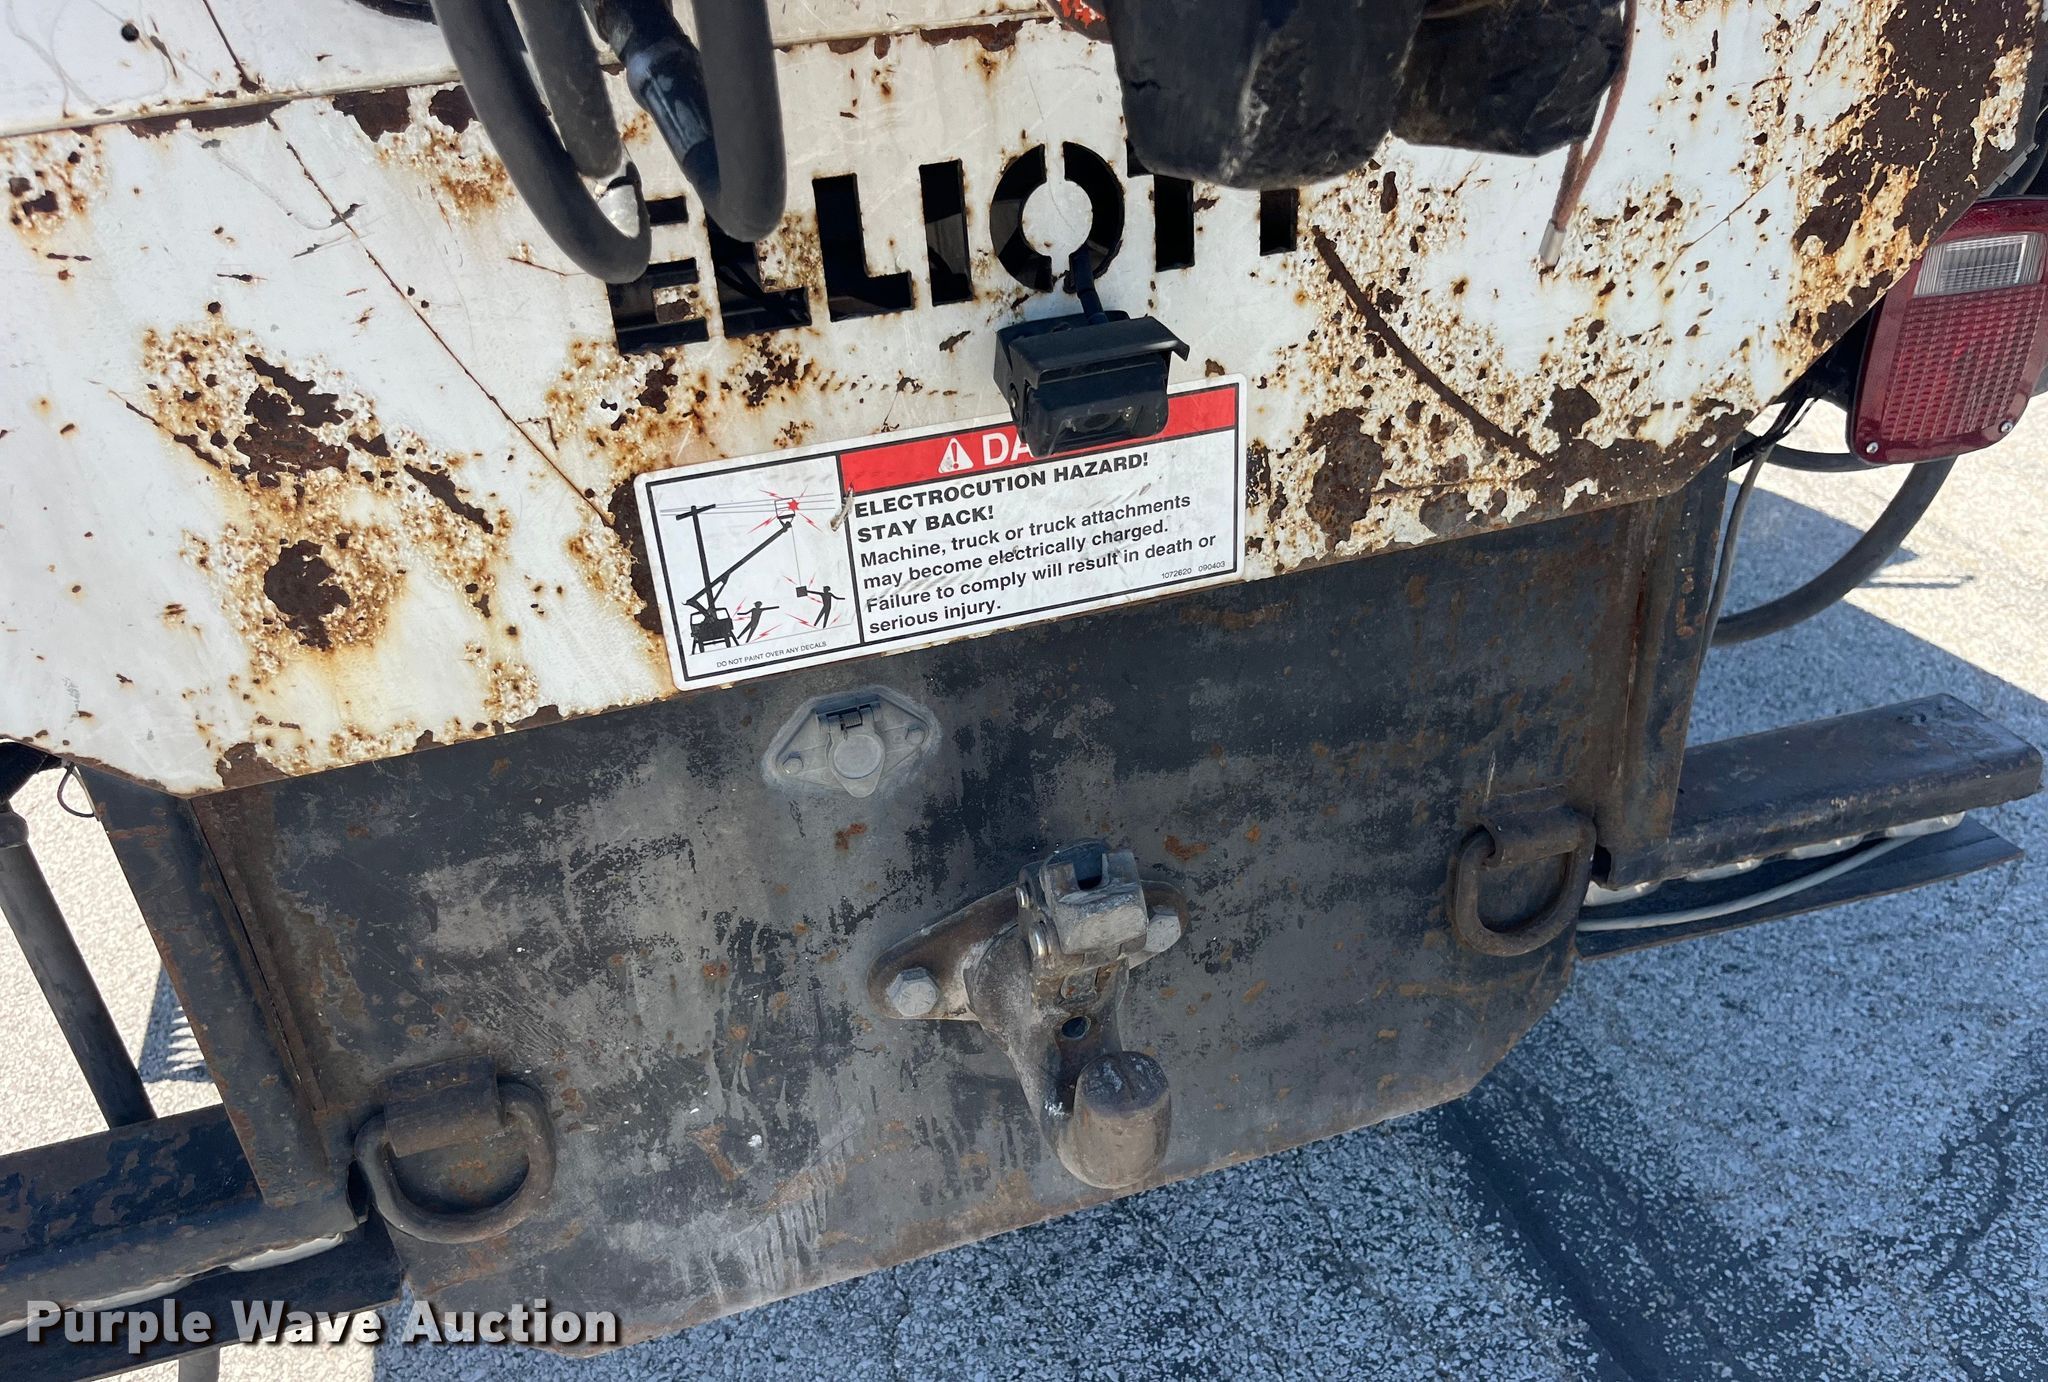 ELLIOTT
DA
ELECTROCUTION HAZARD!
STAY BACK!
Machine, truck or truck attachments
may become electrically charged.
Failure to comply will result in death or
serious injury.
1072620 090403
DO NOT PAINT OVER ANY DECALS
Purple Wave Auction